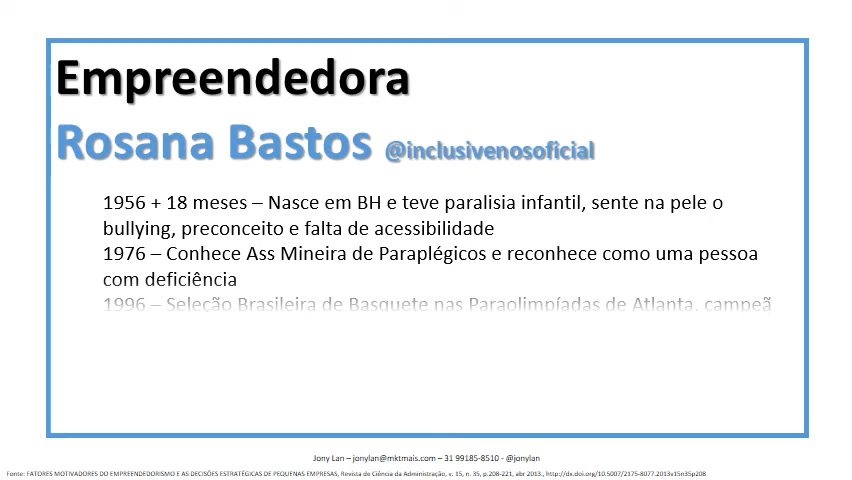 Empreendedora
Rosana Bastos @inclusivenosoficial
1956 + 18 meses – Nasce em BH e teve paralisia infantil, sente na pele o
bullying, preconceito e falta de acessibilidade
1976 – Conhece Ass Mineira de Paraplégicos e reconhece como uma pessoa
com deficiência
1996 – Seleção Brasileira de Basquete nas Paraolimpíadas de Atlanta, campeã
Jony Lan – jonylan@mktmais.com – 31 99185-8510 - @jonylan
Fonte: FATORES MOTIVADORES DO EMPREENDEDORISMO E AS DECISÕES ESTRATÉGICAS DE PEQUENAS EMPRESAS, Revista de Ciência da Administração, v. 15, n. 35, p.208-221, abr 2013., http://dx.doi.org/10.5007/2175-8077.2013v15n35p208